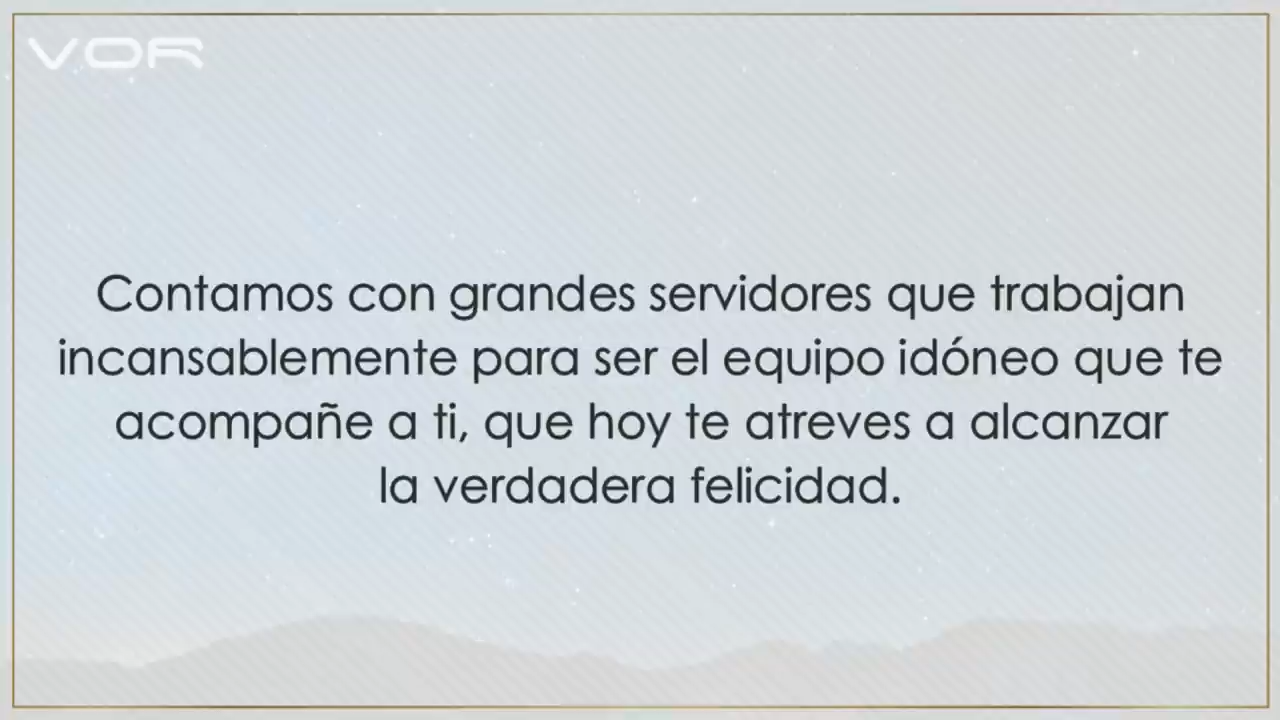 VOR
Contamos con grandes servidores que trabajan
incansablemente para ser el equipo idóneo que te
acompañe a ti, que hoy te atreves a alcanzar
la verdadera felicidad.